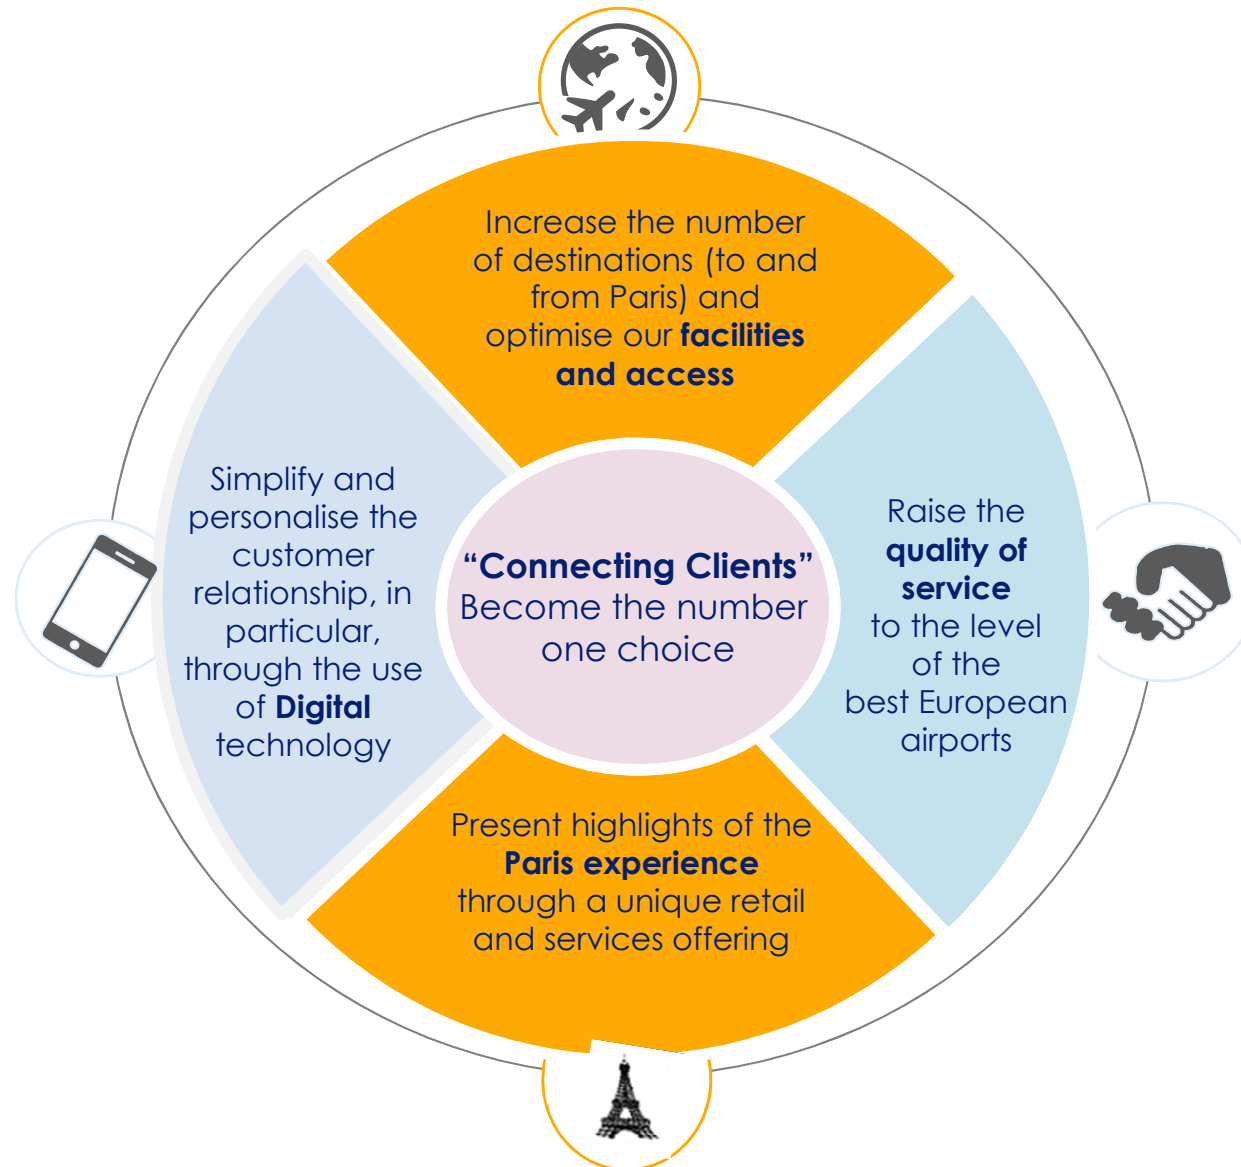 Increase the number
of destinations (to and
from Paris) and
optimise our facilities
and access
Simplify and
personalise the
customer
relationship, in
particular,
through the use
of Digital
technology
“Connecting Clients”
Become the number
one choice
Raise the
quality of
service
to the level
of the
best European
airports
Present highlights of the
Paris experience
through a unique retail
and services offering